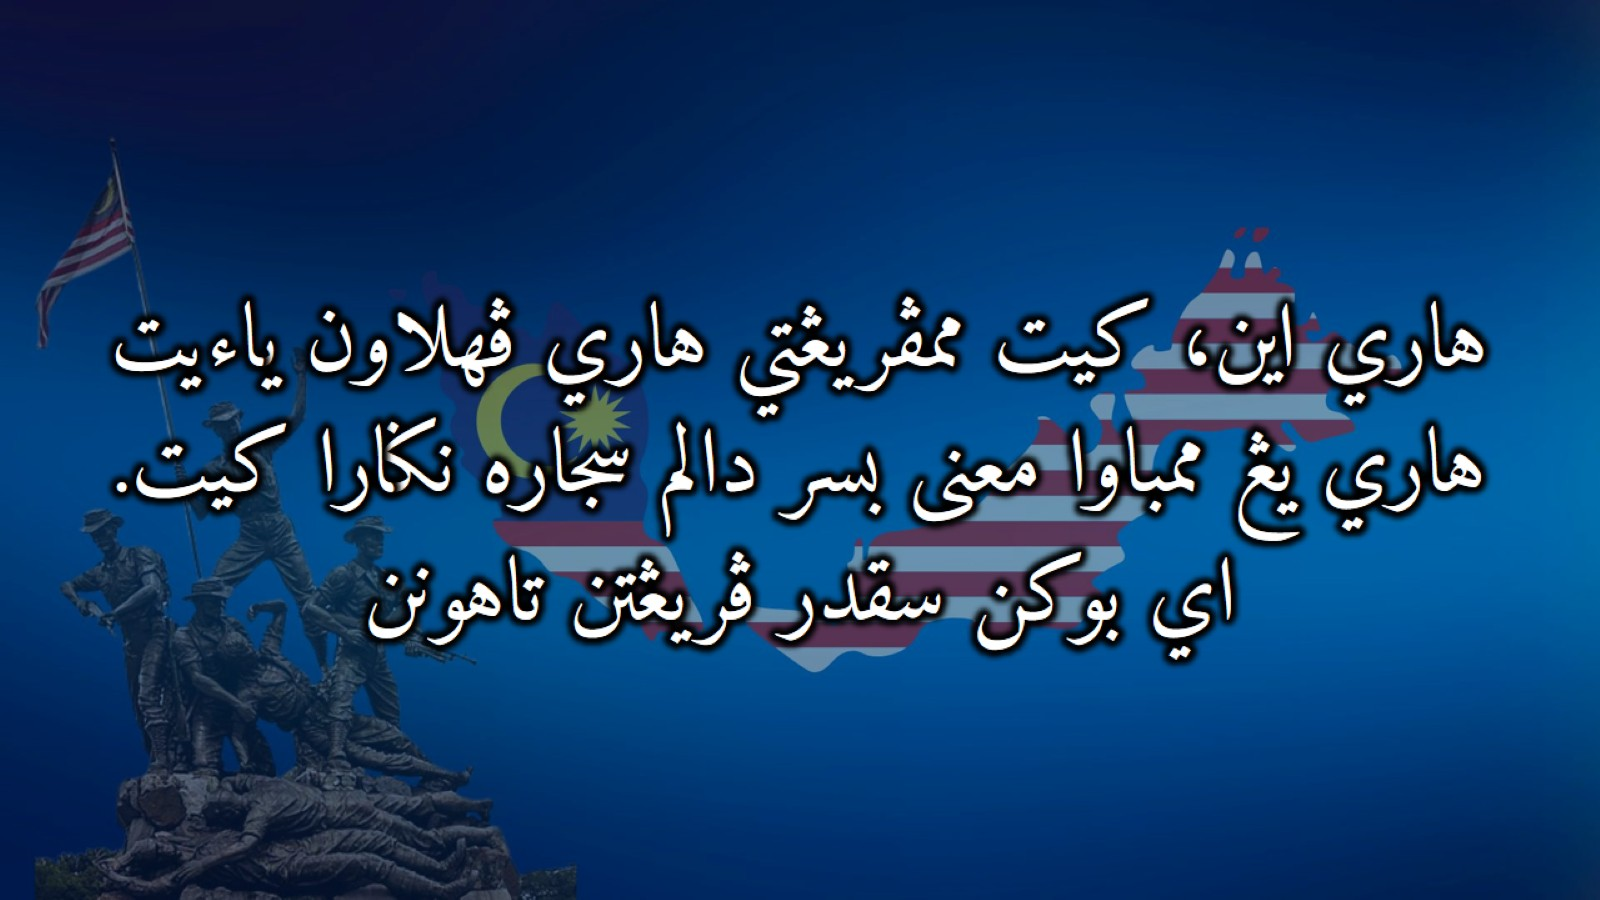 هاري اين، كيت ممڤريڠتي هاري ڤهلاون ياءيت
هاري يڠ ممباوا معنى بسر دالم سجاره نݢارا كيت.
اي بوكن سقدر ڤريڠتن تاهونن